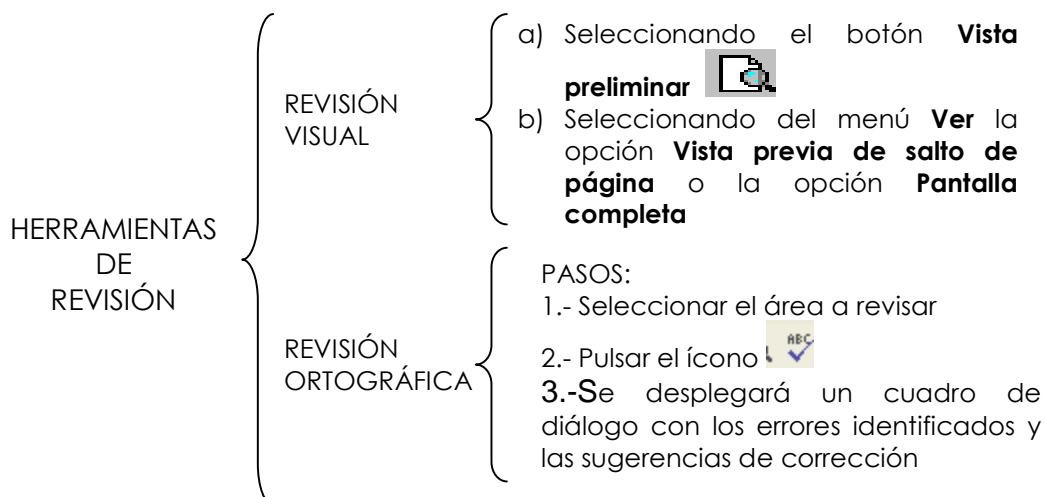 HERRAMIENTAS
DE
REVISIÓN
REVISIÓN
VISUAL
a) Seleccionando el botón Vista
preliminar
b) Seleccionando del menú Ver la
opción Vista previa de salto de
página o la opción Pantalla
completa
REVISIÓN
ORTOGRÁFICA
PASOS:
1.- Seleccionar el área a revisar
2.- Pulsar el ícono ABC
3.-Se desplegará un cuadro de
diálogo con los errores identificados y
las sugerencias de corrección